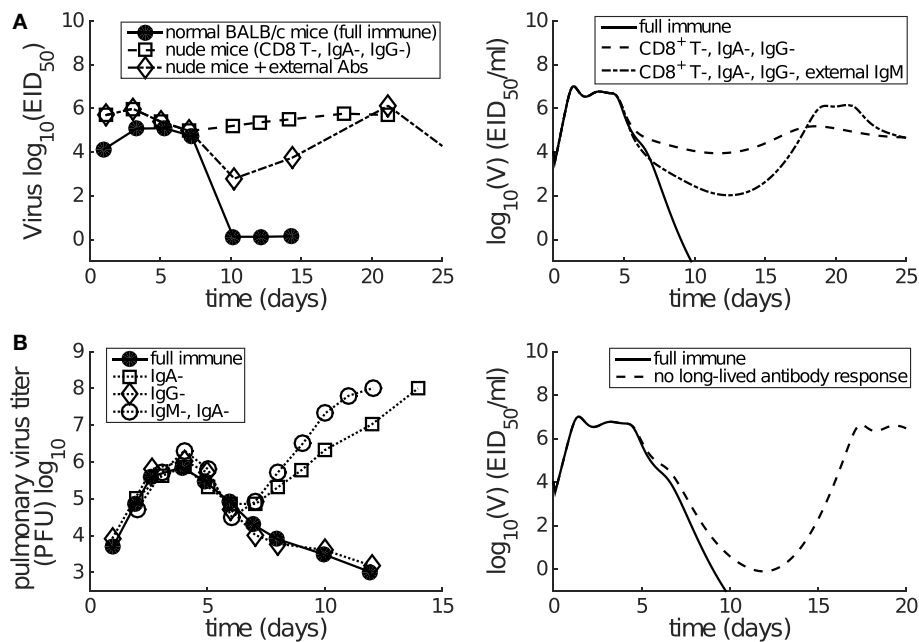 A
Virus log10(EID50)
10
8
6
4
2
0
normal BALB/c mice (full immune)
nude mice (CD8 T-, IgA-, IgG-)
nude mice +external Abs
0 5 10 15 20 25
time (days)
log10(V) (EID50/ml)
10
8
6
4
2
0
full immune
CD8+ T-, IgA-, IgG-
CD8+ T-, IgA-, IgG-, external IgM
0 5 10 15 20 25
time (days)
B
pulmonary virus titer
(PFU) log10
9
8
7
6
5
4
3
full immune
IgA-
IgG-
IgM-, IgA-
0 5 10 15
time (days)
log10(V) (EID50/ml)
10
8
6
4
2
0
full immune
no long-lived antibody response
0 5 10 15 20
time (days)